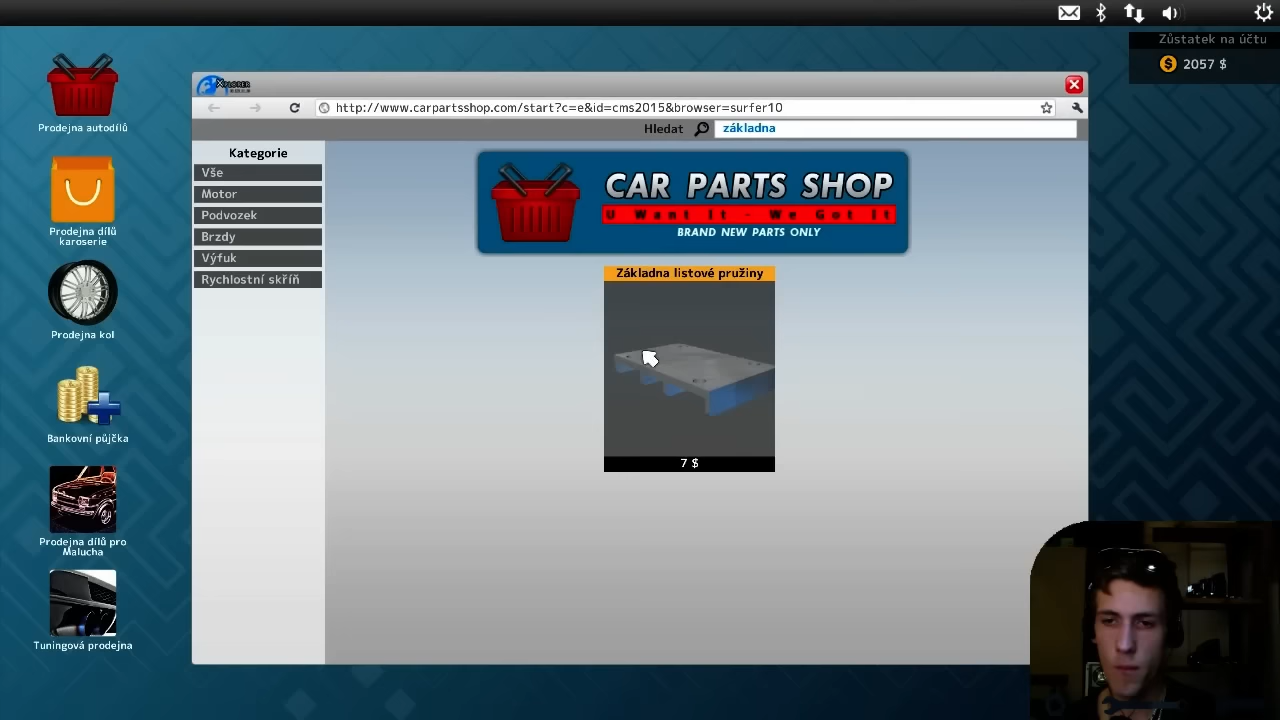 Zůstatek na účtu
2057 $
Prodejna autodílů
Prodejna dílů
karoserie
Prodejna kol
Bankovní půjčka
Prodejna dílů pro
Malucha
Tuningová prodejna
XPLORER
http://www.carpartsshop.com/start?c=e&id=cms2015&browser=surfer10
Hledat
základna
Kategorie
Vše
Motor
Podvozek
Brzdy
Výfuk
Rychlostní skříň
CAR PARTS SHOP
U Want It - We Got It
BRAND NEW PARTS ONLY
Základna listové pružiny
7 $